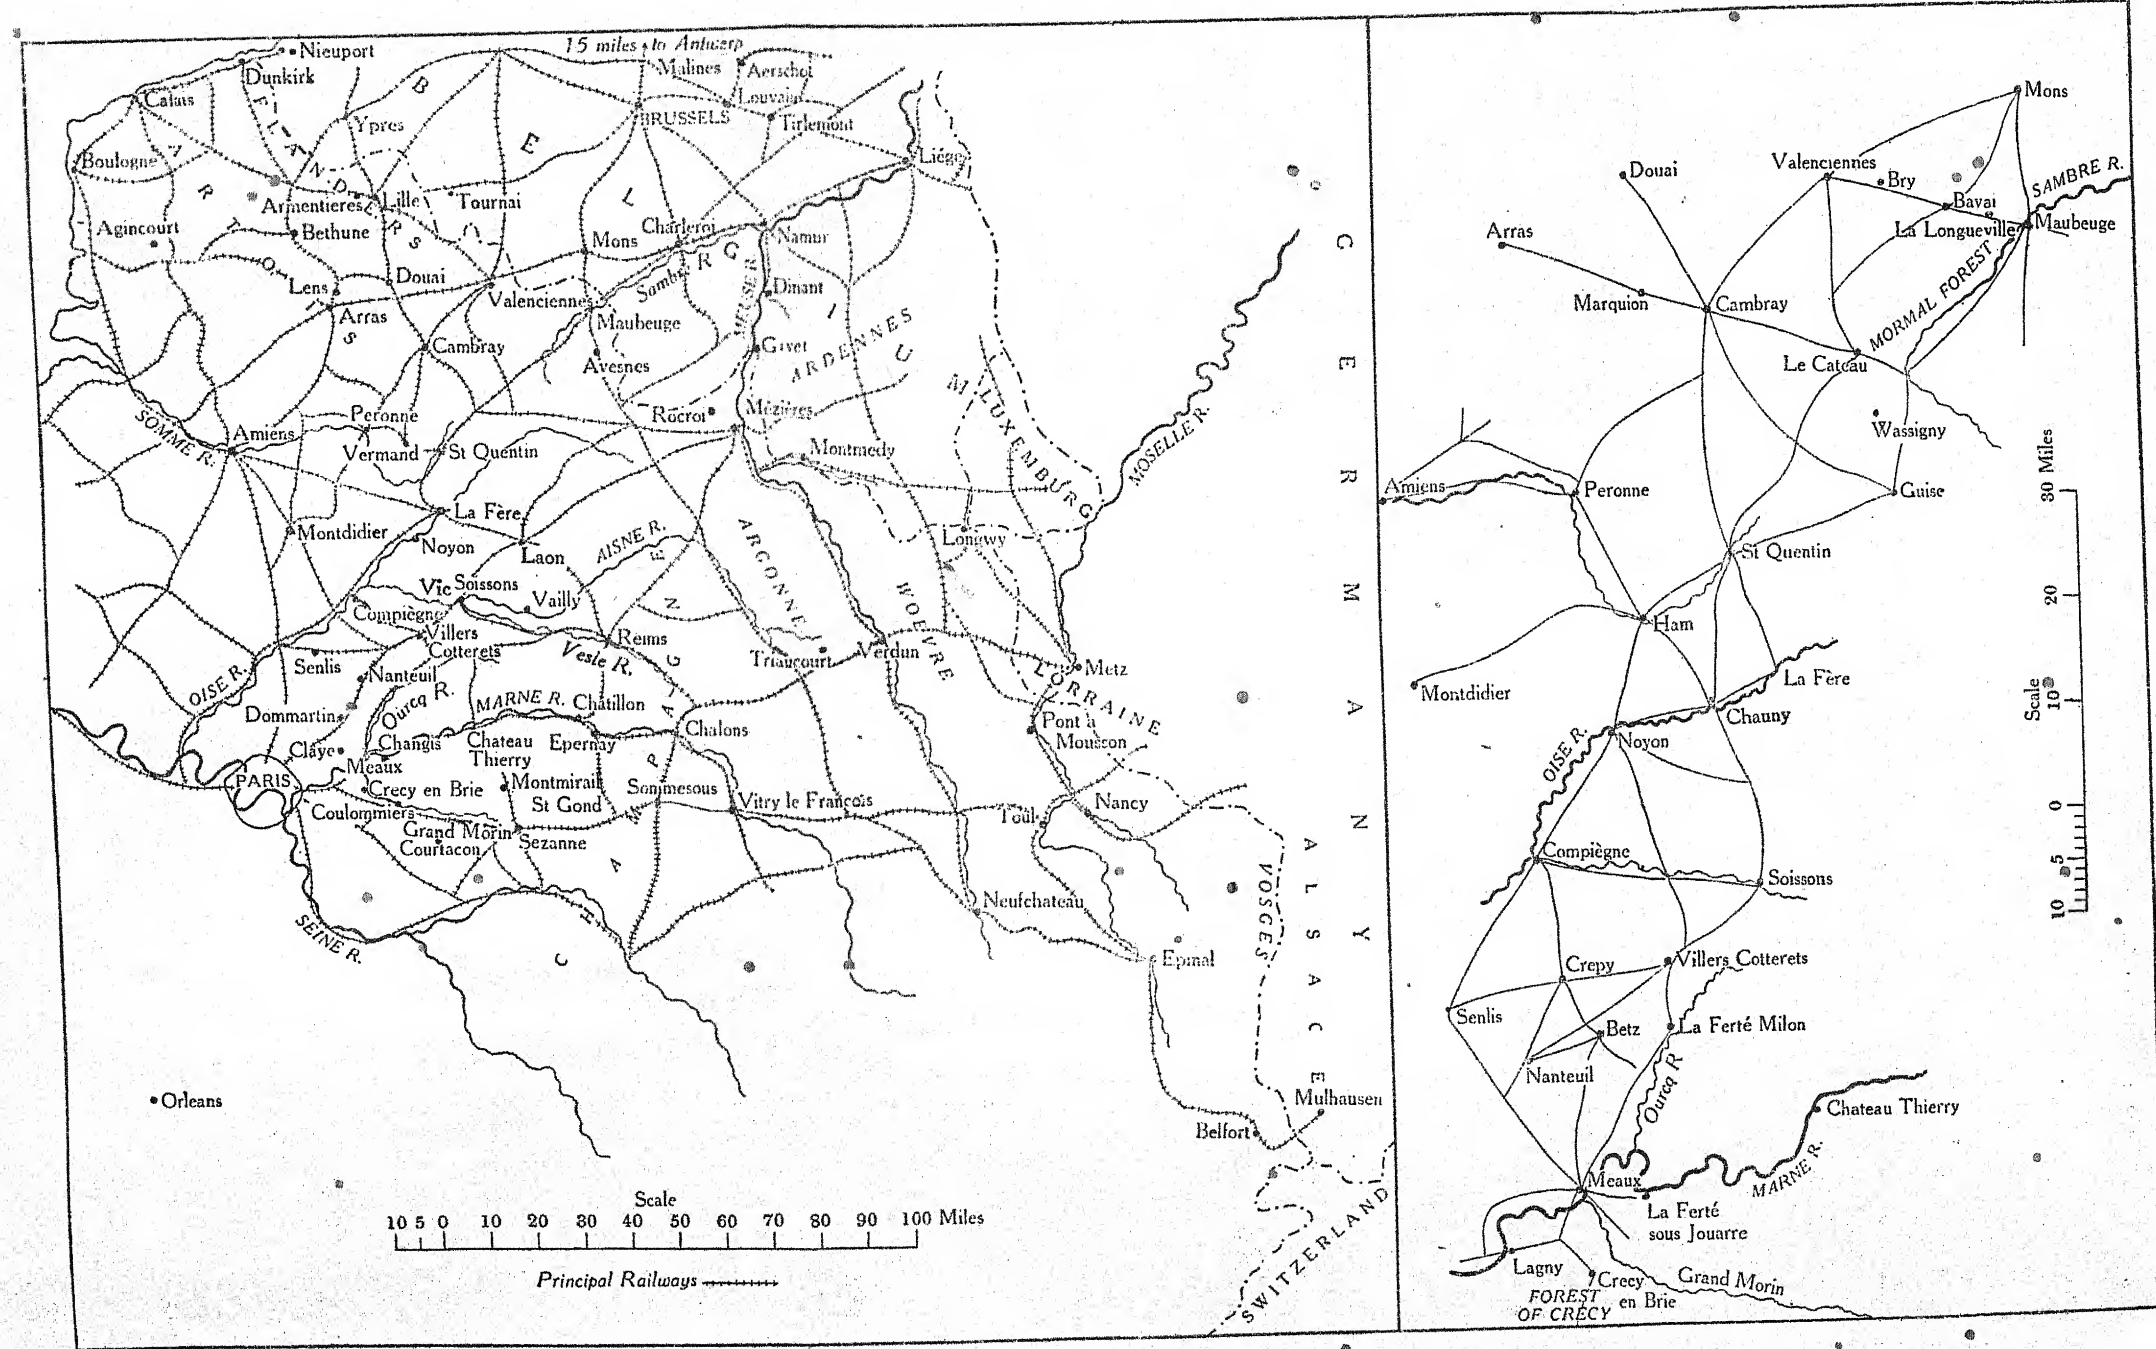 Nieuport
15 miles to Antwerp
Dunkirk
Malines
Aerschot
Calais
Louvain
BRUSSELS
Tirlemont
Ypres
BELGIUM
FLANDERS
Boulogne
Liége
ARTOIS
Armentieres
Lille
Tournai
Agincourt
Bethune
Mons
Charleroi
Namur
Lens
Douai
Valenciennes
Sambre R
MEUSE R
Dinant
Arras
Maubeuge
Cambray
Avesnes
Givet
ARDENNES
SOMME R.
Amiens
Peronne
Vermand
St Quentin
Rocroi
Mézières
Montmedy
LUXEMBURG
MOSELLE R.
Montdidier
La Fère
Noyon
Laon
AISNE R.
ARGONNE
Longwy
Vic
Soissons
Vailly
WOEVRE
Compiègne
Villers
Cotterets
Reims
Vesle R.
Triaucourt
Verdun
Metz
OISE R.
Senlis
Nanteuil
Ourcq R.
MARNE R.
Châtillon
LORRAINE
Dommartin
Claye
Changis
Chateau
Thierry
Epernay
Chalons
Pont à
Mousson
PARIS
Meaux
Crecy en Brie
Montmirail
St Gond
Sommesous
Vitry le François
Toul
Nancy
Coulommiers
Grand Morin
Courtacon
Sezanne
CHAMPAGNE
SEINE R.
Neufchateau
Epinal
VOSGES
ALSACE
GERMANY
Orleans
Mulhausen
Belfort
SWITZERLAND
Scale
10 5 0 10 20 30 40 50 60 70 80 90 100 Miles
Principal Railways
Mons
Douai
Valenciennes
Bry
Bavai
SAMBRE R.
La Longueville
Maubeuge
Arras
Marquion
Cambray
MORMAL FOREST
Le Cateau
Wassigny
Amiens
Peronne
Guise
St Quentin
Ham
Montdidier
La Fère
Chauny
Noyon
OISE R.
Compiègne
Soissons
Crepy
Villers Cotterets
Senlis
Betz
La Ferté Milon
Nanteuil
Ourcq R
Chateau Thierry
MARNE R.
Meaux
La Ferté
sous Jouarre
Lagny
Crecy
en Brie
Grand Morin
FOREST
OF CRECY
Scale
10 5 0 10 20 30 Miles